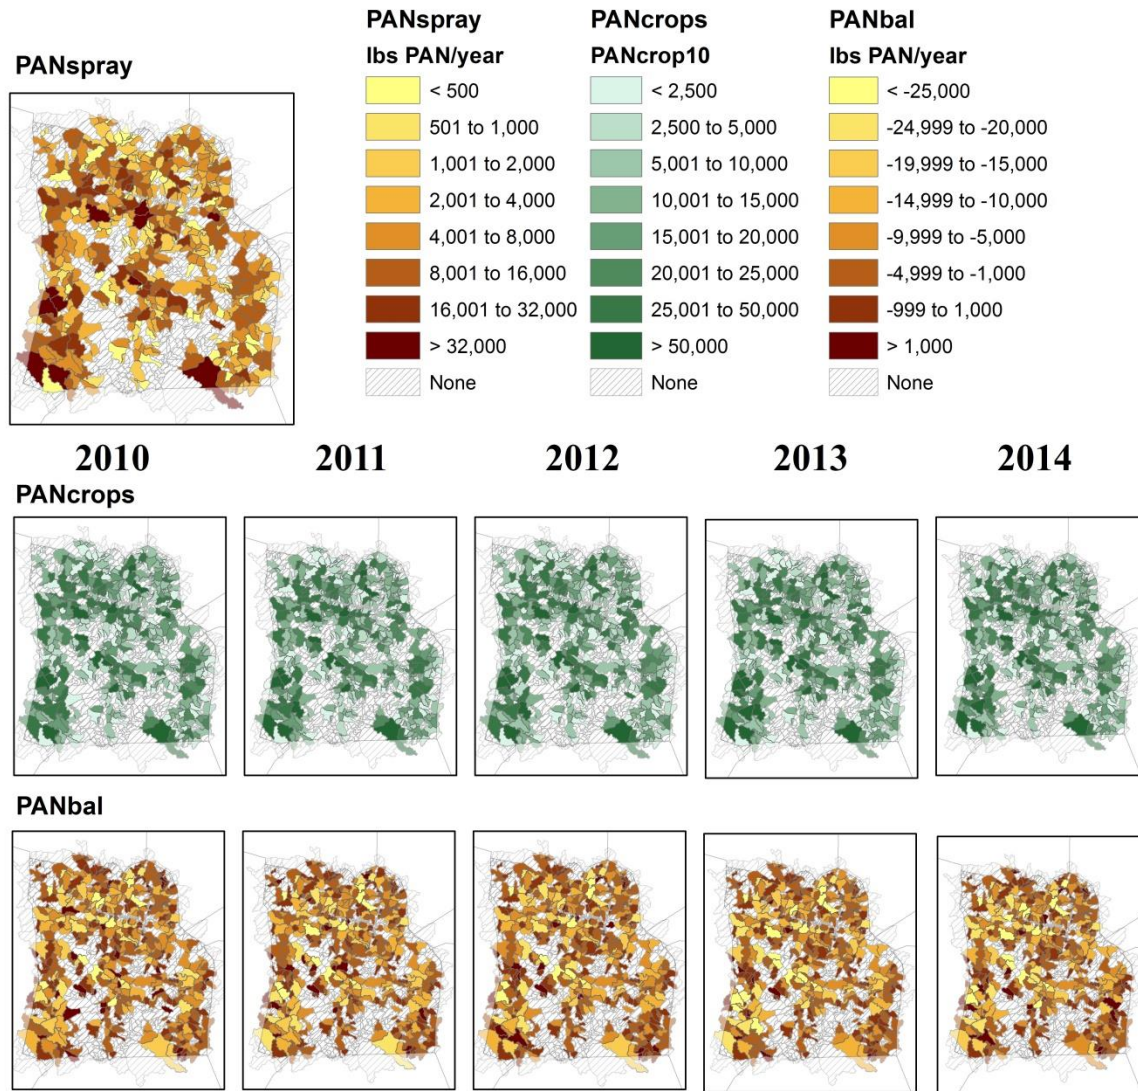 PANspray
PANspray
lbs PAN/year
< 500
501 to 1,000
1,001 to 2,000
2,001 to 4,000
4,001 to 8,000
8,001 to 16,000
16,001 to 32,000
> 32,000
None
PANcrops
PANcrop10
< 2,500
2,500 to 5,000
5,001 to 10,000
10,001 to 15,000
15,001 to 20,000
20,001 to 25,000
25,001 to 50,000
> 50,000
None
PANbal
lbs PAN/year
< -25,000
-24,999 to -20,000
-19,999 to -15,000
-14,999 to -10,000
-9,999 to -5,000
-4,999 to -1,000
-999 to 1,000
> 1,000
None
2010 2011 2012 2013 2014
PANcrops
PANbal